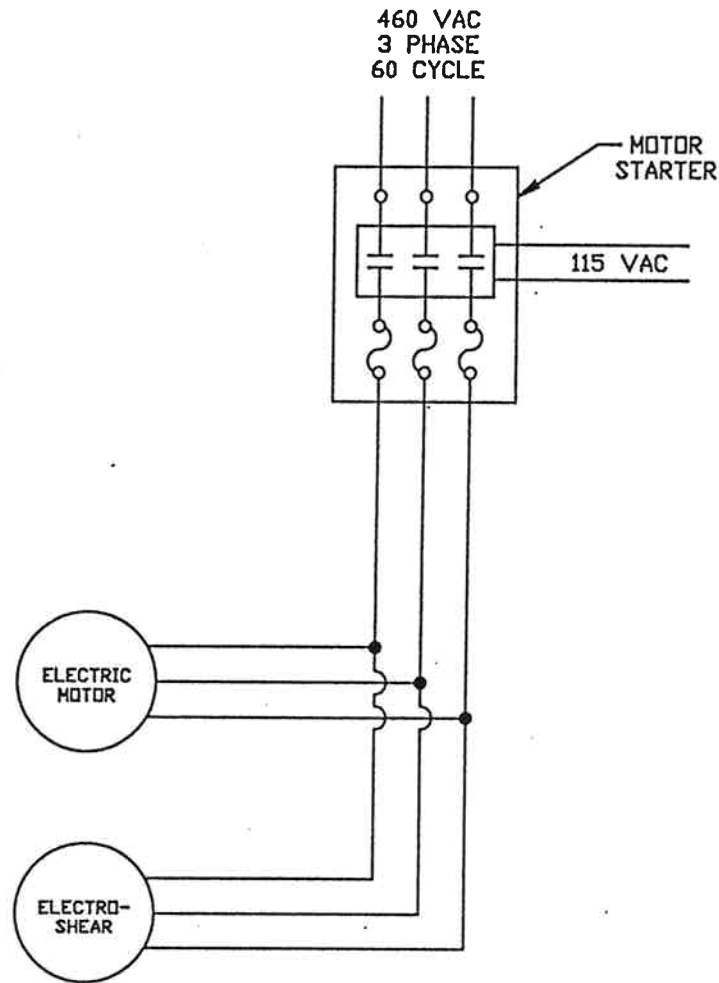 460 VAC
3 PHASE
60 CYCLE
MOTOR
STARTER
115 VAC
ELECTRIC
MOTOR
ELECTRO-
SHEAR